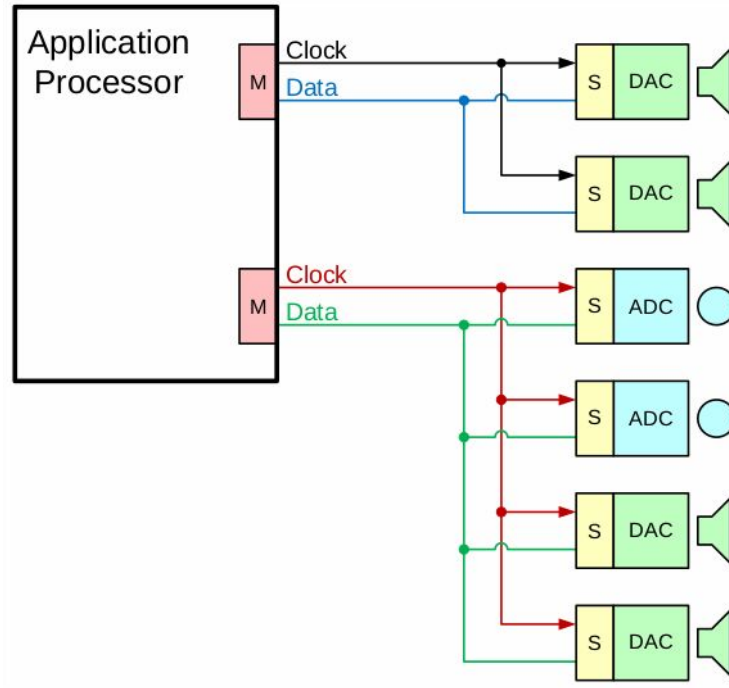 Application
Processor
M
Clock
Data
S
DAC
S
DAC
M
Clock
Data
S
ADC
S
ADC
S
DAC
S
DAC